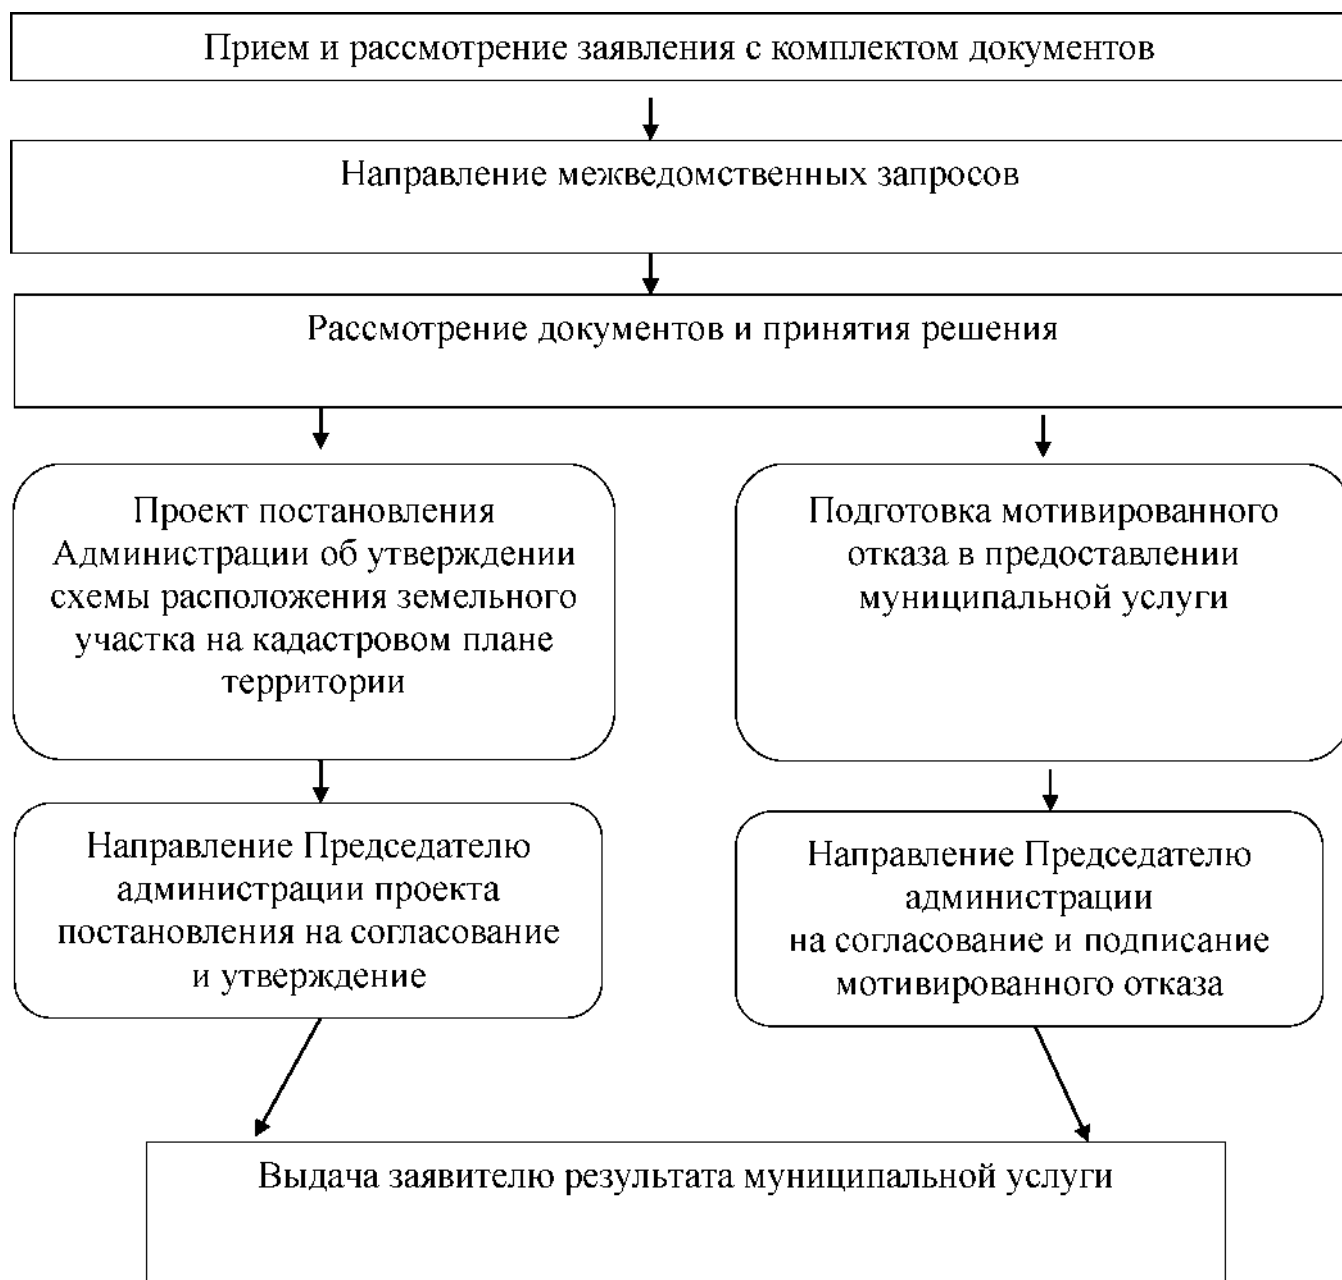 Прием и рассмотрение заявления с комплектом документов
Направление межведомственных запросов
Рассмотрение документов и принятия решения
Проект постановления
Администрации об утверждении
схемы расположения земельного
участка на кадастровом плане
территории
Подготовка мотивированного
отказа в предоставлении
муниципальной услуги
Направление Председателю
администрации проекта
постановления на согласование
и утверждение
Направление Председателю
администрации
на согласование и подписание
мотивированного отказа
Выдача заявителю результата муниципальной услуги